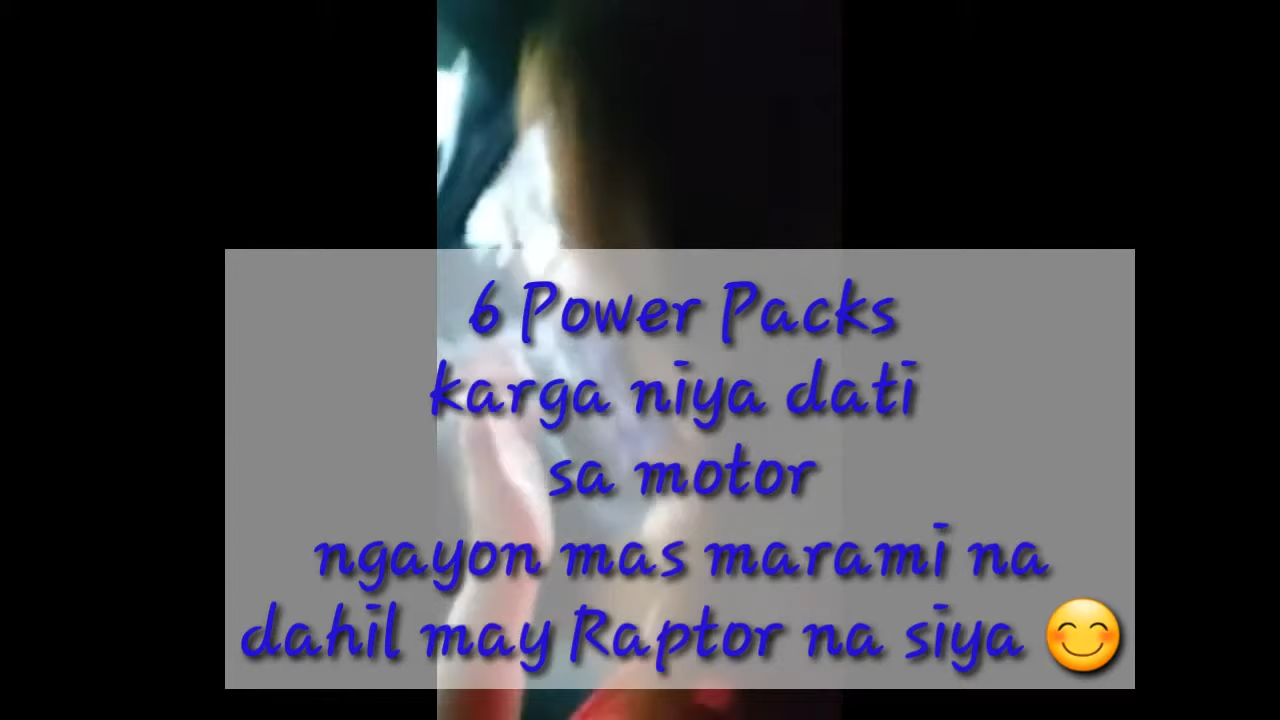 6 Power Packs
karga niya dati
sa motor
ngayon mas marami na
dahil may Raptor na siya 😊